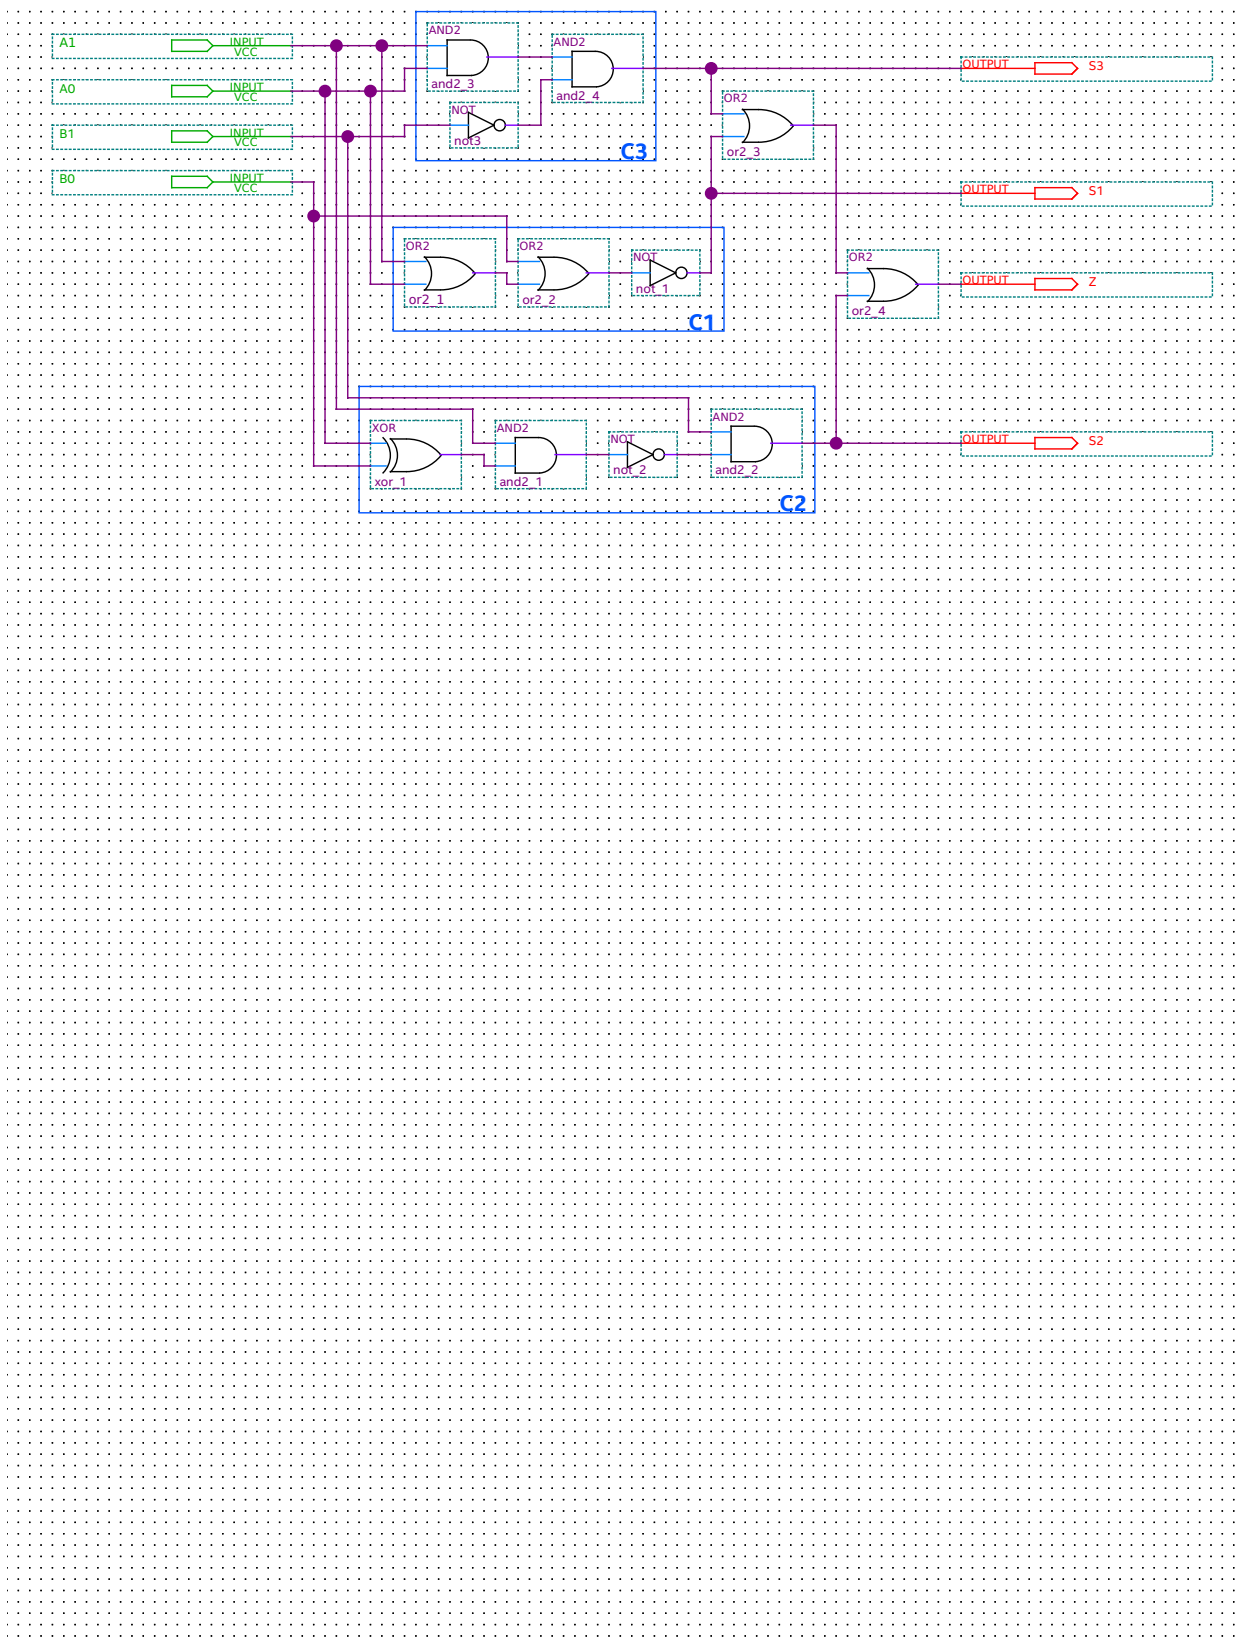 A1 INPUT
VCC
A0 INPUT
VCC
B1 INPUT
VCC
B0 INPUT
VCC
AND2
and2_3
AND2
and2_4
NOT
not3
C3
OUTPUT S3
OR2
or2_3
OUTPUT S1
OR2
or2_1
OR2
or2_2
NOT
not_1
C1
OR2
or2_4
OUTPUT Z
XOR
xor_1
AND2
and2_1
NOT
not_2
AND2
and2_2
C2
OUTPUT S2